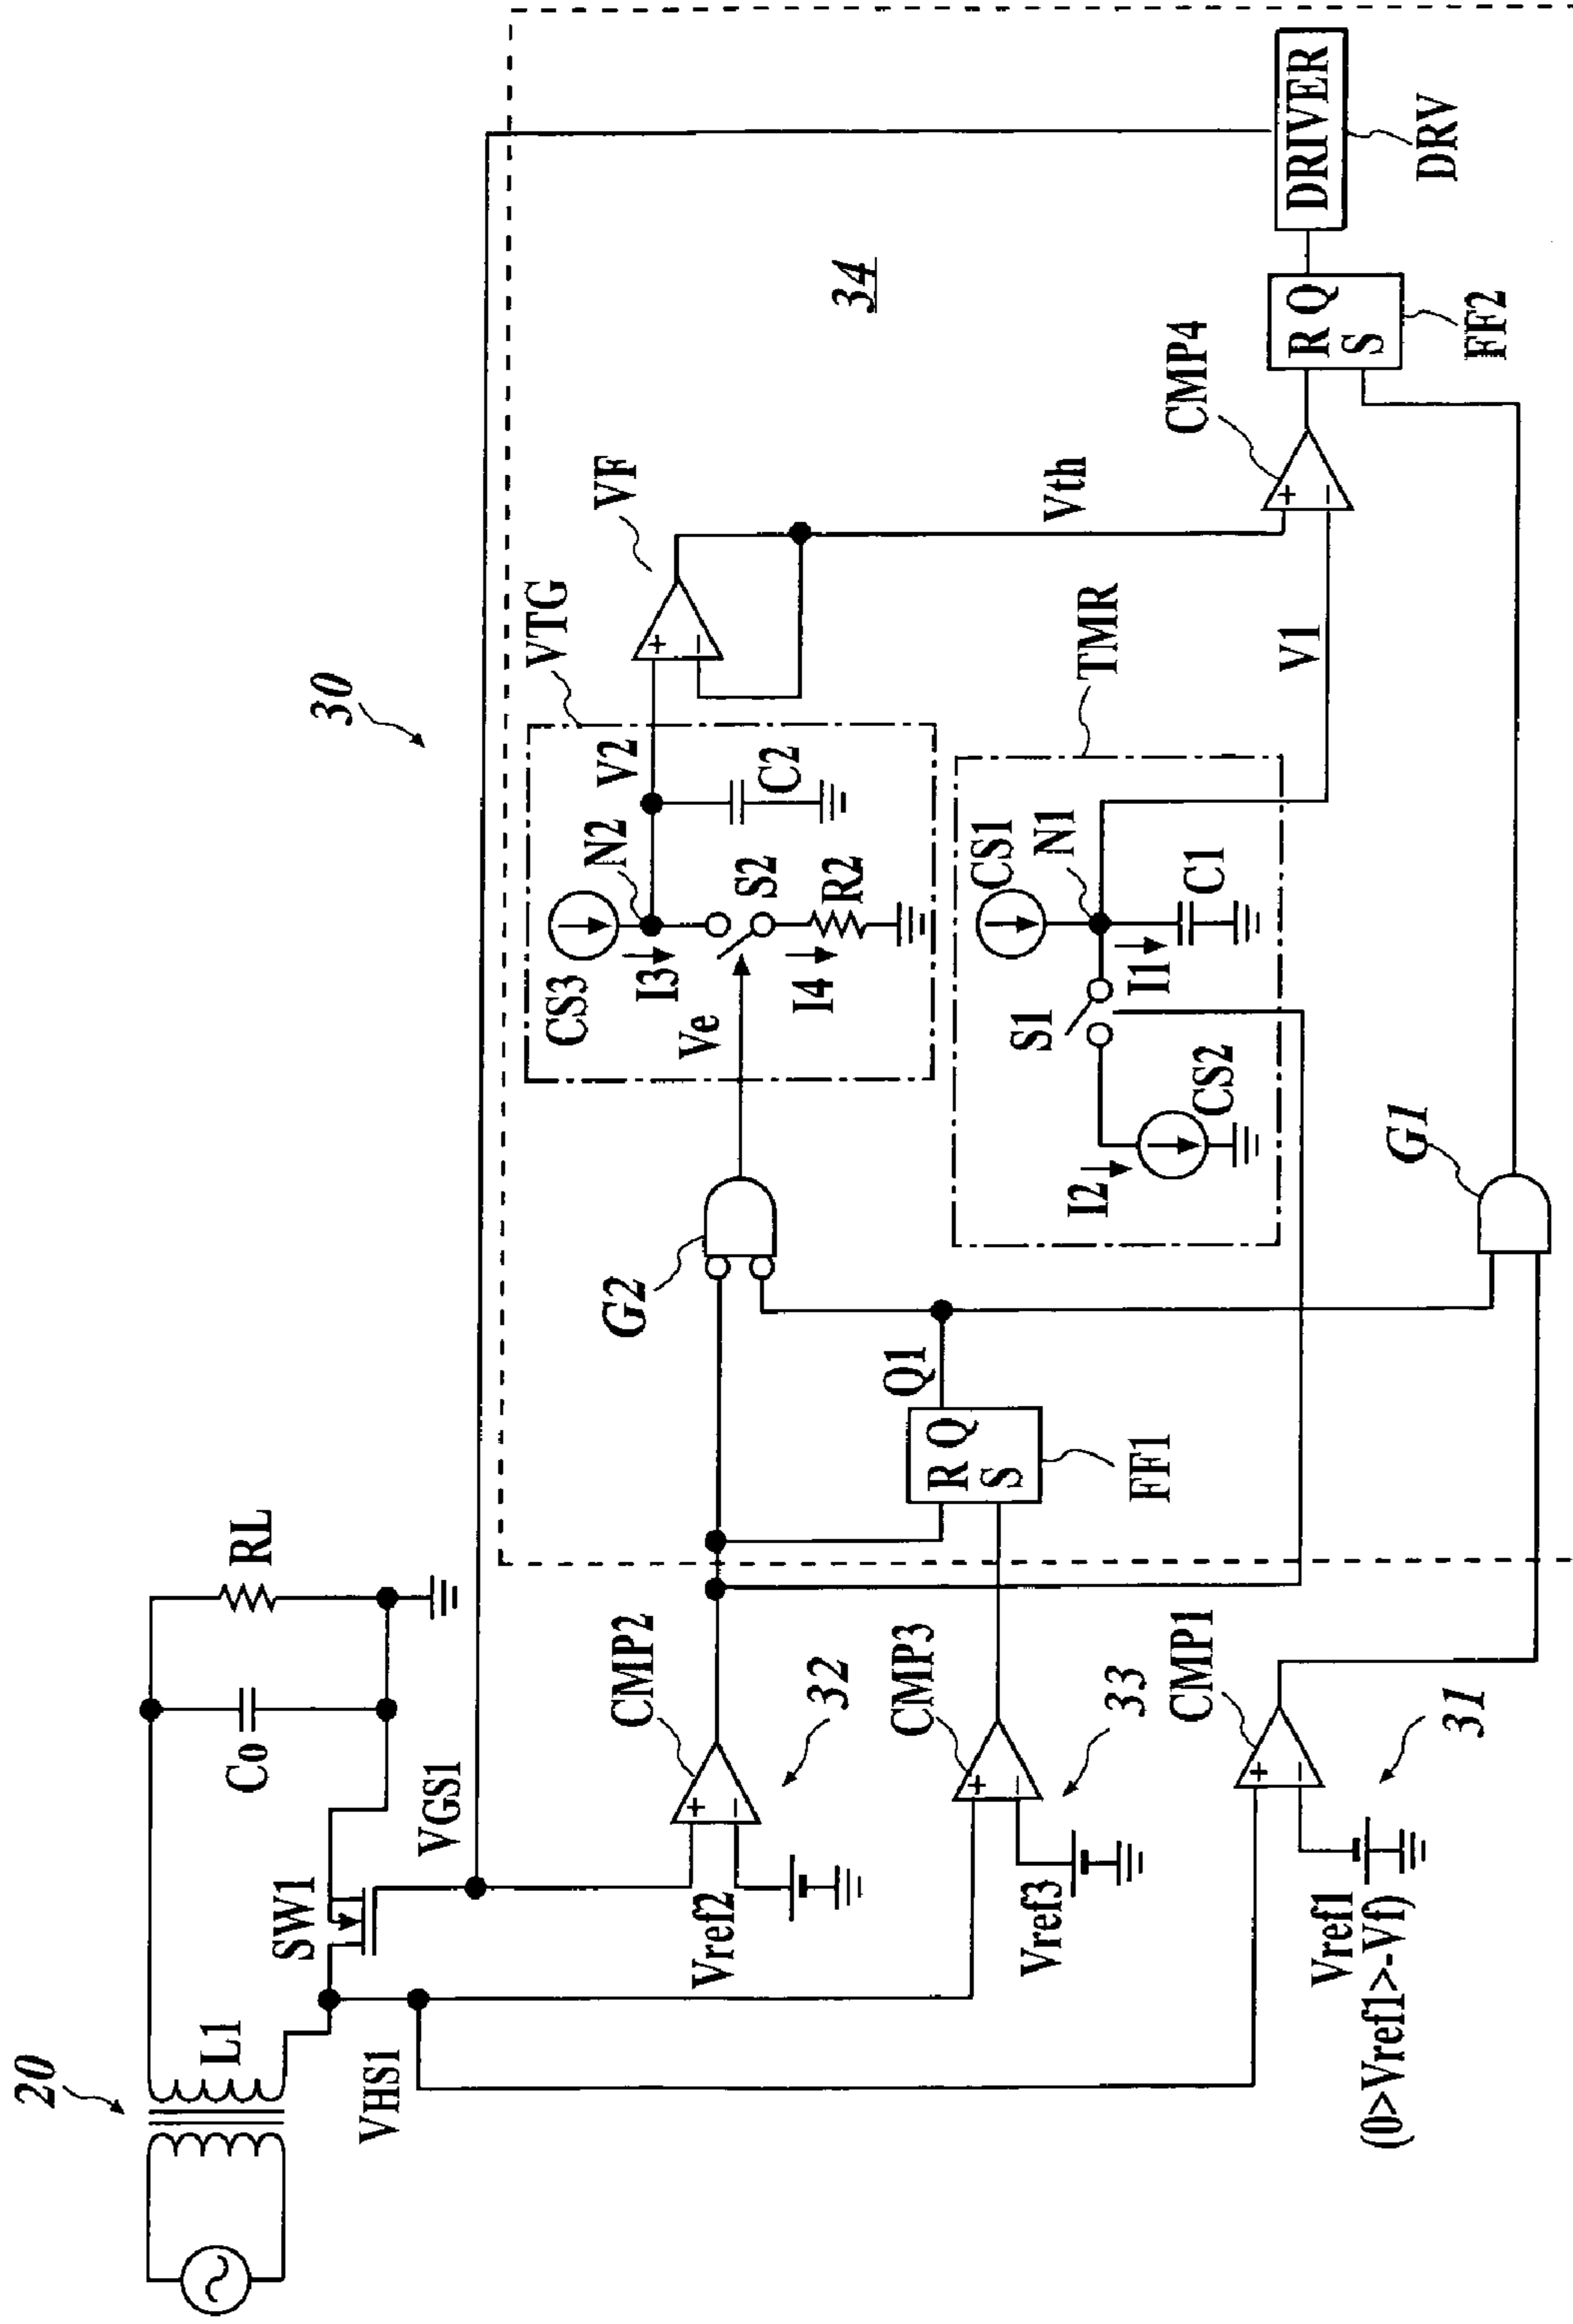 20
L1
VHS1
SW1
VGS1
Co
RL
30
CMP2
Vref2
32
CMP3
Vref3
33
CMP1
Vref1
(0>Vref1>-Vf)
31
R Q
S
Q1
FF1
G2
G1
Ve
VTG
CS3
I3
N2
V2
S2
I4
R2
C2
VF
+
-
TMR
CS1
N1
S1
I1
C1
I2
CS2
V1
Vth
CMP4
+
-
R Q
S
FF2
DRIVER
DRV
34
+
-
+
-
+
-